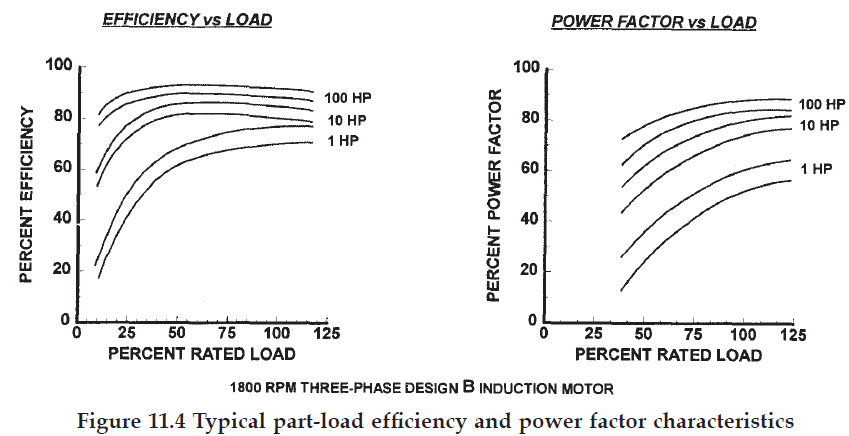 EFFICIENCY vs LOAD
100
80
60
40
20
0
PERCENT EFFICIENCY
100 HP
10 HP
1 HP
0 25 50 75 100 125
PERCENT RATED LOAD
POWER FACTOR vs LOAD
100
80
60
40
20
0
PERCENT POWER FACTOR
100 HP
10 HP
1 HP
0 25 50 75 100 125
PERCENT RATED LOAD
1800 RPM THREE-PHASE DESIGN B INDUCTION MOTOR
Figure 11.4 Typical part-load efficiency and power factor characteristics